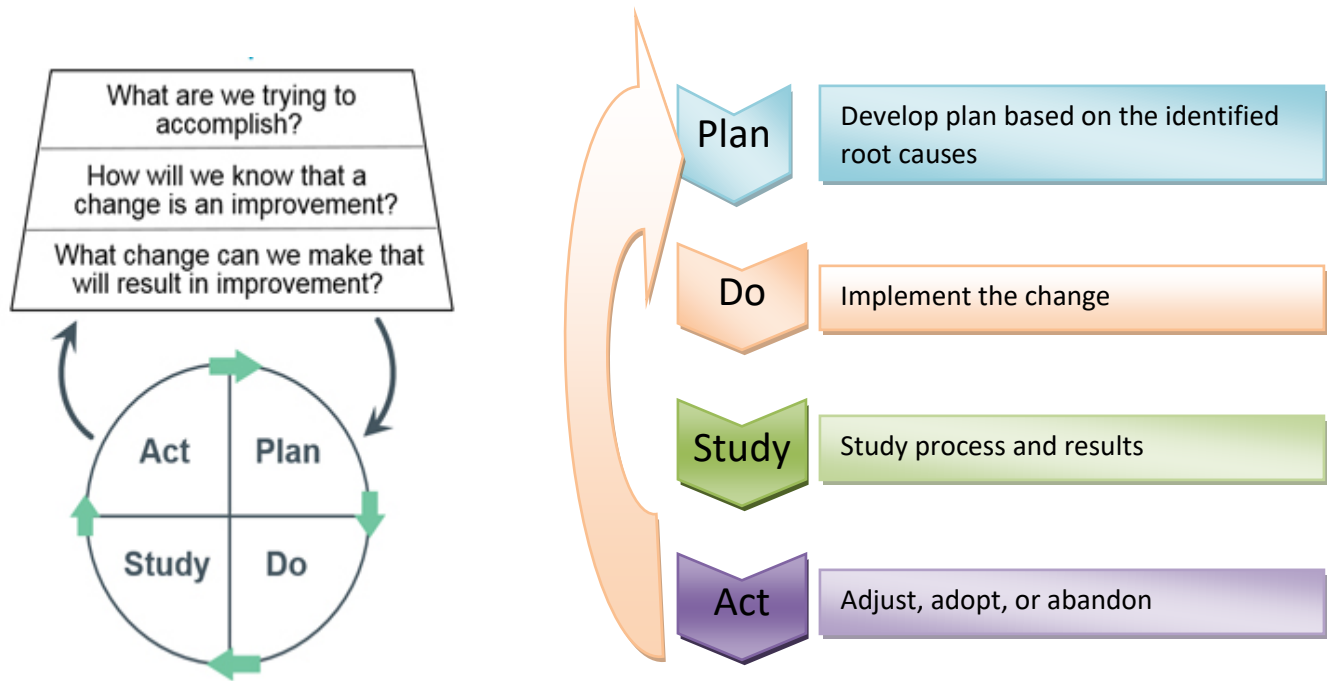 What are we trying to
accomplish?
How will we know that a
change is an improvement?
What change can we make that
will result in improvement?
Act
Plan
Study
Do
Plan
Develop plan based on the identified
root causes
Do
Implement the change
Study
Study process and results
Act
Adjust, adopt, or abandon